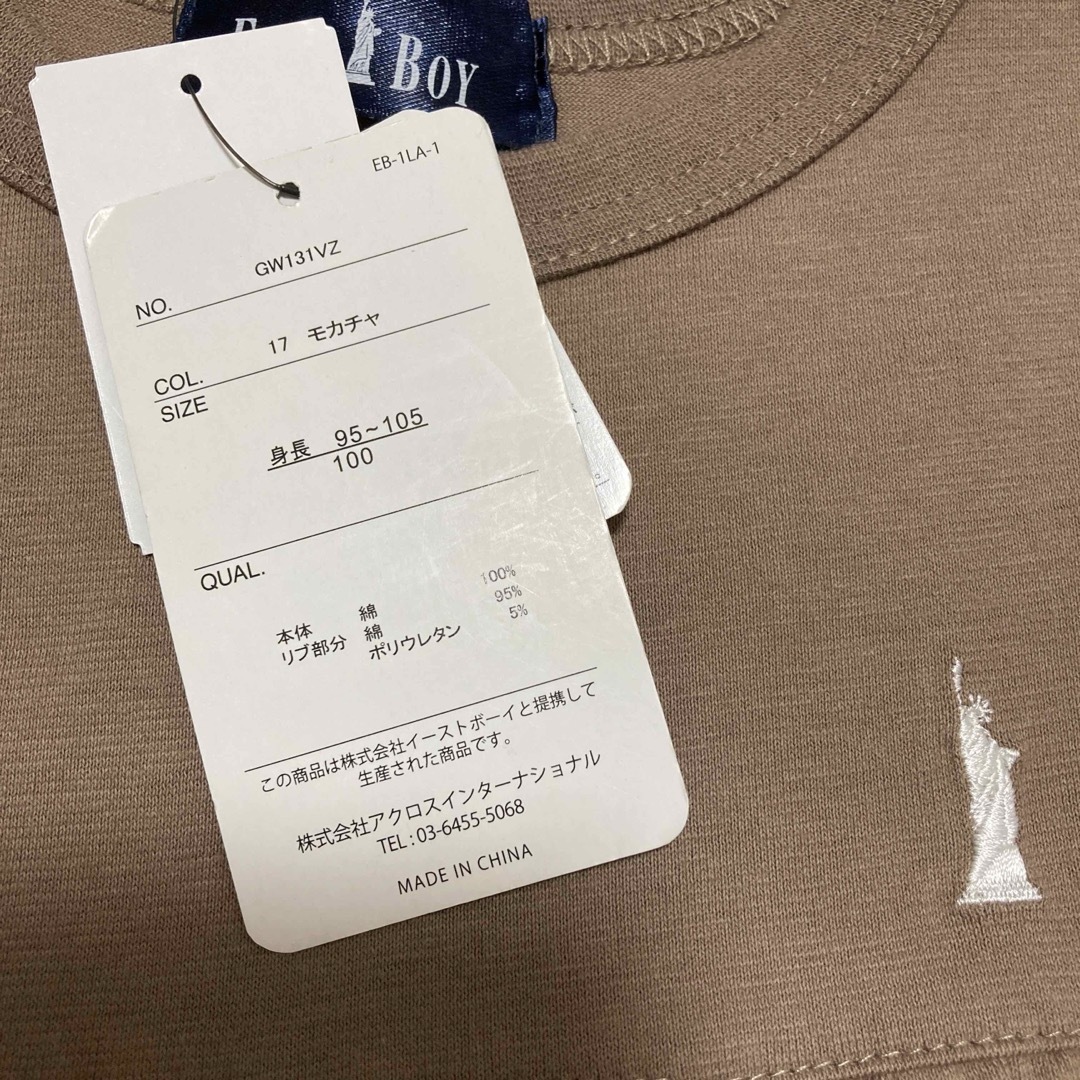 BOY
EB-1LA-1
NO. GW131VZ
COL. 17 モカチャ
SIZE
身長 95~105
100
QUAL.
本体 綿 100%
リブ部分 綿 95%
ポリウレタン 5%
この商品は株式会社イーストボーイと提携して
生産された商品です。
株式会社アクロスインターナショナル
TEL : 03-6455-5068
MADE IN CHINA